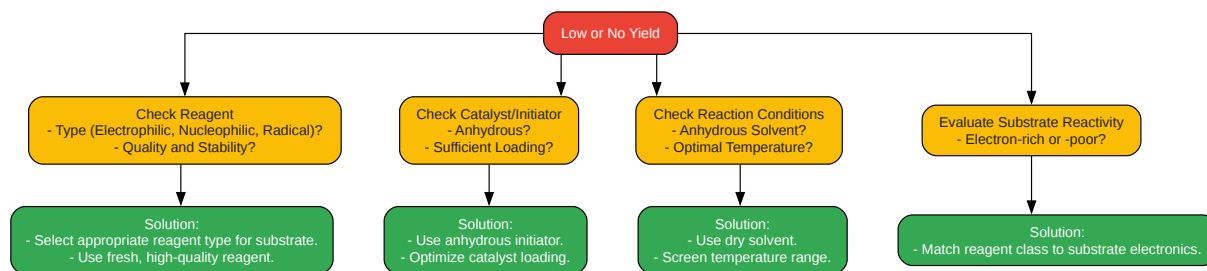 Low or No Yield
Check Reagent
- Type (Electrophilic, Nucleophilic, Radical)?
- Quality and Stability?
Check Catalyst/Initiator
- Anhydrous?
- Sufficient Loading?
Check Reaction Conditions
- Anhydrous Solvent?
- Optimal Temperature?
Evaluate Substrate Reactivity
- Electron-rich or -poor?
Solution:
- Select appropriate reagent type for substrate.
- Use fresh, high-quality reagent.
Solution:
- Use anhydrous initiator.
- Optimize catalyst loading.
Solution:
- Use dry solvent.
- Screen temperature range.
Solution:
- Match reagent class to substrate electronics.